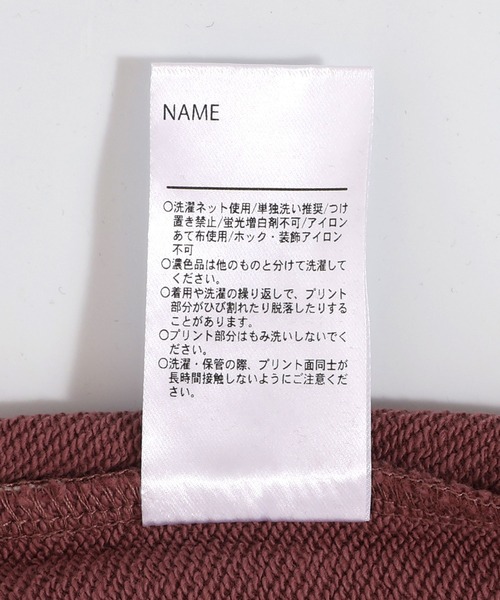 NAME
○洗濯ネット使用/単独洗い推奨/つけ
置き禁止/蛍光増白剤不可/アイロン
あて布使用/ホック・装飾アイロン
不可
○濃色品は他のものと分けて洗濯して
ください。
○着用や洗濯の繰り返しで、プリント
部分がひび割れたり脱落したりする
ことがあります。
○プリント部分はもみ洗いしないでく
ださい。
○洗濯・保管の際、プリント面同士が
長時間接触しないようにご注意くだ
さい。